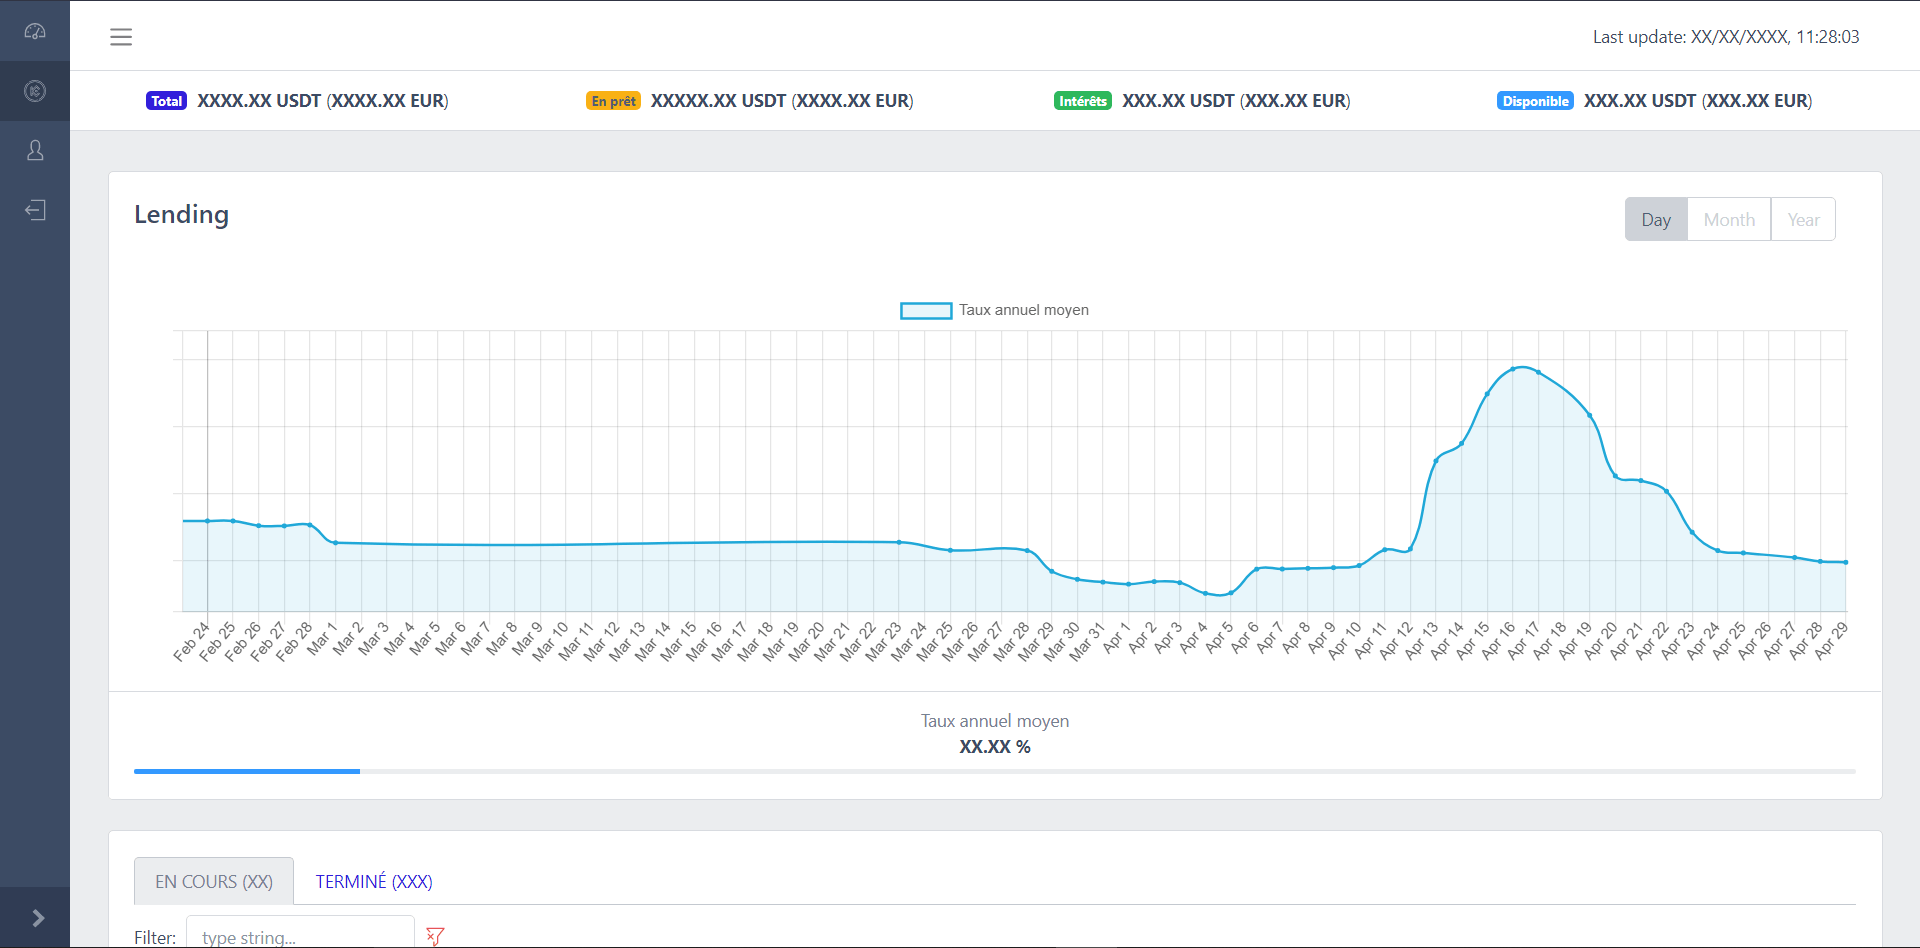 Last update: XX/XX/XXXX, 11:28:03
Total XXXX.XX USDT (XXXX.XX EUR)
En prêt XXXXX.XX USDT (XXXX.XX EUR)
Intérêts XXX.XX USDT (XXX.XX EUR)
Disponible XXX.XX USDT (XXX.XX EUR)
Lending
Day Month Year
Taux annuel moyen
Feb 24 Feb 25 Feb 26 Feb 27 Feb 28 Mar 1 Mar 2 Mar 3 Mar 4 Mar 5 Mar 6 Mar 7 Mar 8 Mar 9 Mar 10 Mar 11 Mar 12 Mar 13 Mar 14 Mar 15 Mar 16 Mar 17 Mar 18 Mar 19 Mar 20 Mar 21 Mar 22 Mar 23 Mar 24 Mar 25 Mar 26 Mar 27 Mar 28 Mar 29 Mar 30 Mar 31 Apr 1 Apr 2 Apr 3 Apr 4 Apr 5 Apr 6 Apr 7 Apr 8 Apr 9 Apr 10 Apr 11 Apr 12 Apr 13 Apr 14 Apr 15 Apr 16 Apr 17 Apr 18 Apr 19 Apr 20 Apr 21 Apr 22 Apr 23 Apr 24 Apr 25 Apr 26 Apr 27 Apr 28 Apr 29
Taux annuel moyen
XX.XX %
EN COURS (XX) TERMINÉ (XXX)
Filter: type string...